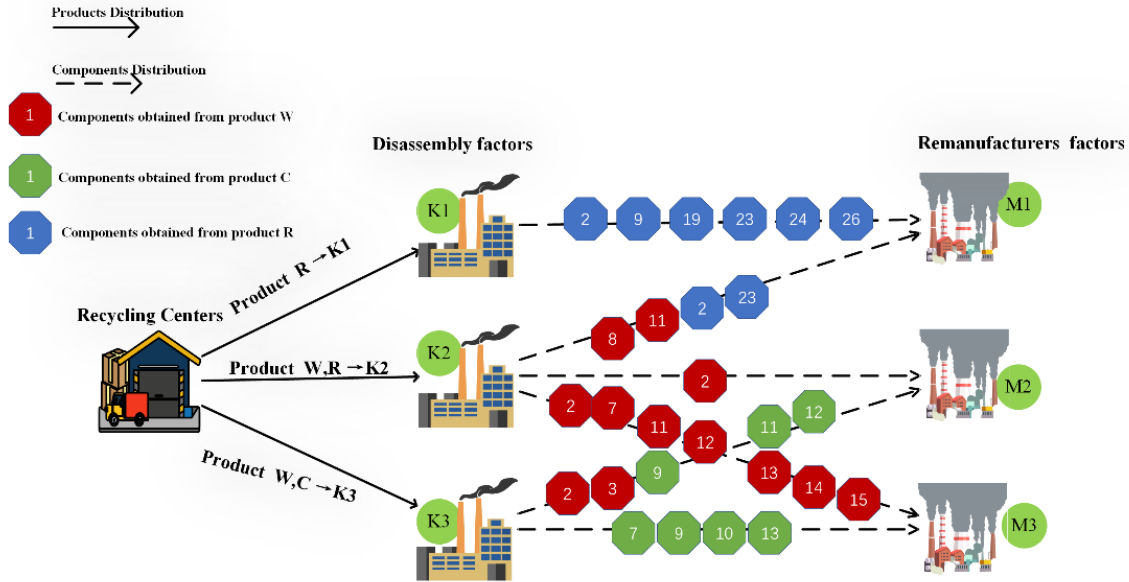 Products Distribution
Components Distribution
1 Components obtained from product W
1 Components obtained from product C
1 Components obtained from product R
Disassembly factors
Remanufacturers factors
K1
2 9 19 23 24 26
M1
Product R→K1
Recycling Centers
8 11 2 23
K2
Product W,R→K2
2
M2
2 7 11 12 13 14 15
Product W,C→K3
2 3 9 11 12
K3
7 9 10 13
M3